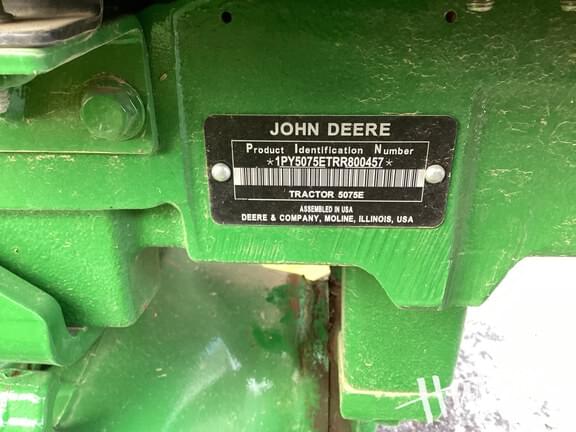 JOHN DEERE
Product Identification Number
*1PY5075ETRR800457*
TRACTOR 5075E
ASSEMBLED IN USA
DEERE & COMPANY, MOLINE, ILLINOIS, USA